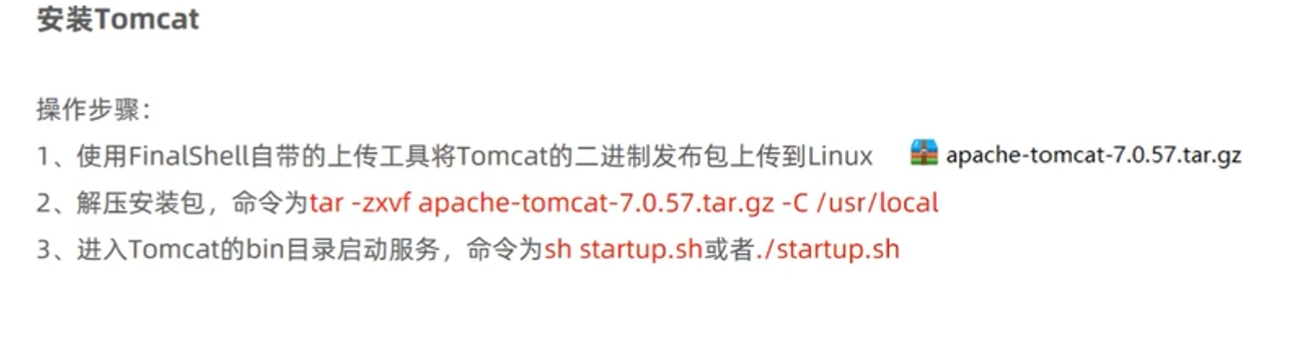 安装Tomcat
操作步骤：
1、使用FinalShell自带的上传工具将Tomcat的二进制发布包上传到Linux apache-tomcat-7.0.57.tar.gz
2、解压安装包，命令为tar -zxvf apache-tomcat-7.0.57.tar.gz -C /usr/local
3、进入Tomcat的bin目录启动服务，命令为sh startup.sh或者./startup.sh